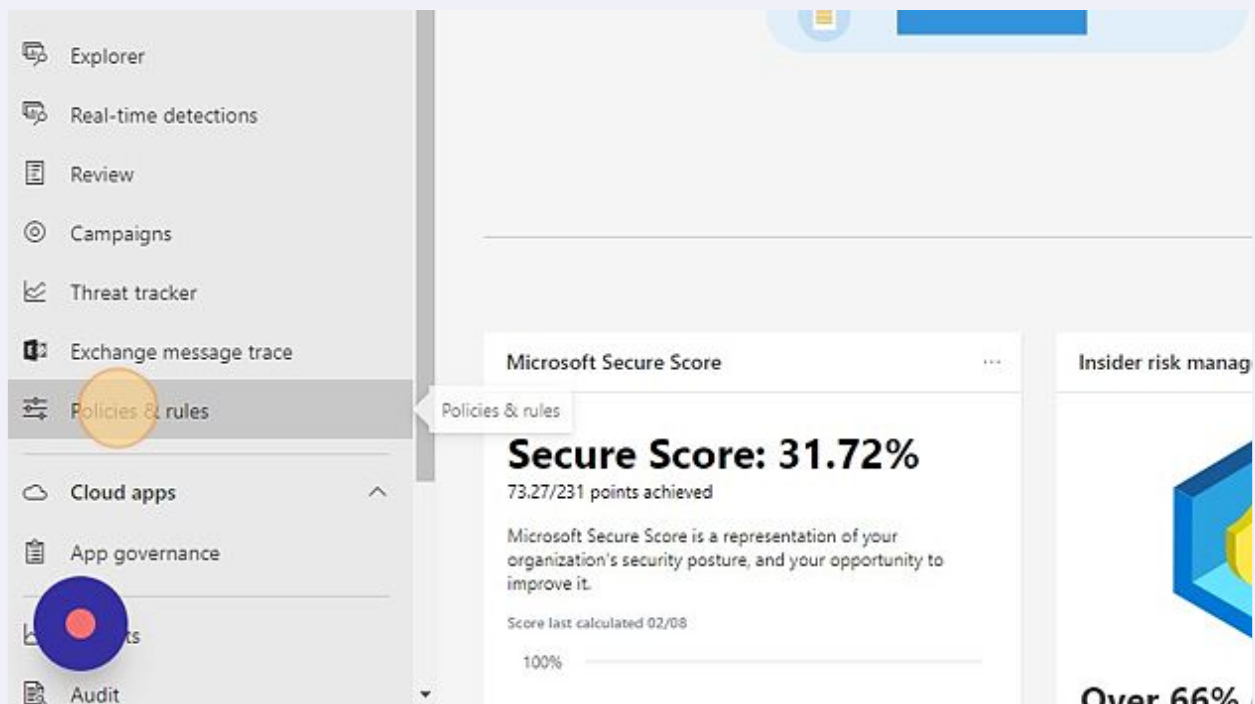 Explorer
Real-time detections
Review
Campaigns
Threat tracker
Exchange message trace
Policies & rules
Policies & rules
Cloud apps
App governance
Audit
Microsoft Secure Score
Secure Score: 31.72%
73.27/231 points achieved
Microsoft Secure Score is a representation of your
organization's security posture, and your opportunity to
improve it.
Score last calculated 02/08
100%
Insider risk manag
Over 66%